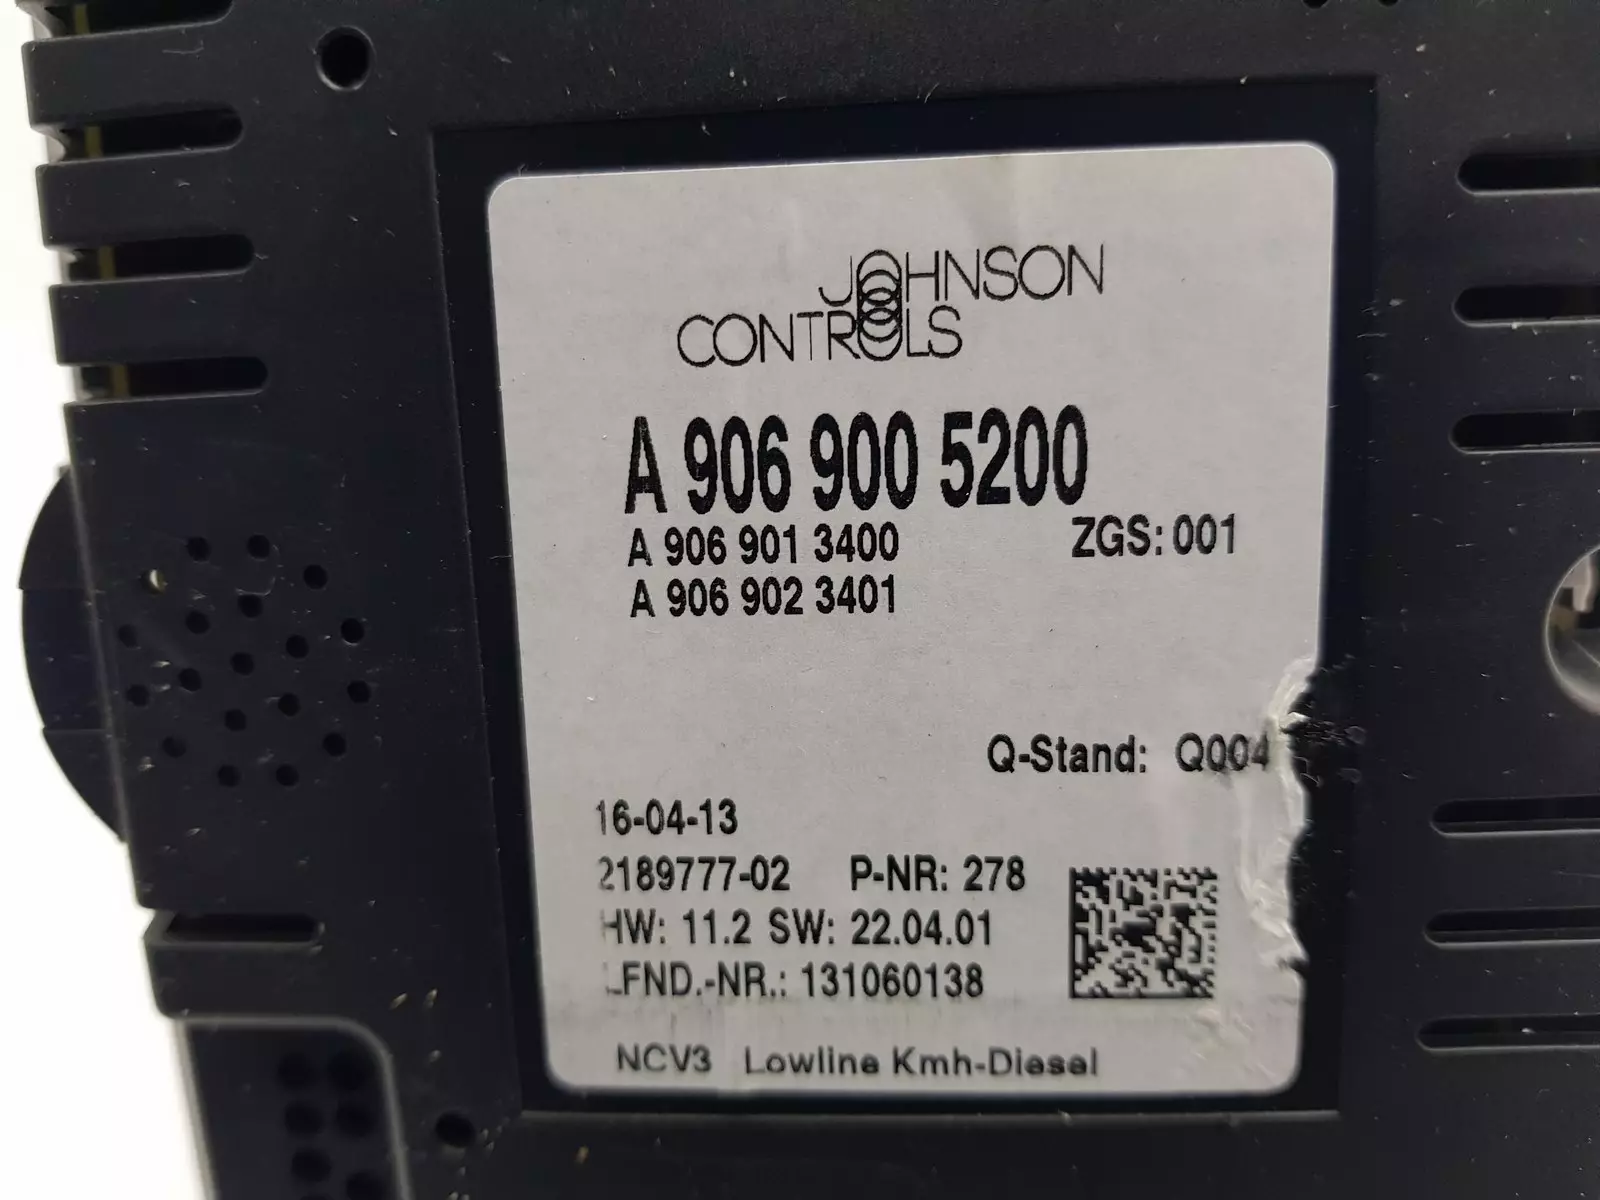 JOHNSON
CONTROLS
A 906 900 5200
A 906 901 3400 ZGS: 001
A 906 902 3401
Q-Stand: Q004
16-04-13
2189777-02 P-NR: 278
HW: 11.2 SW: 22.04.01
LFND.-NR.: 131060138
NCV3 Lowline Kmh-Diesel